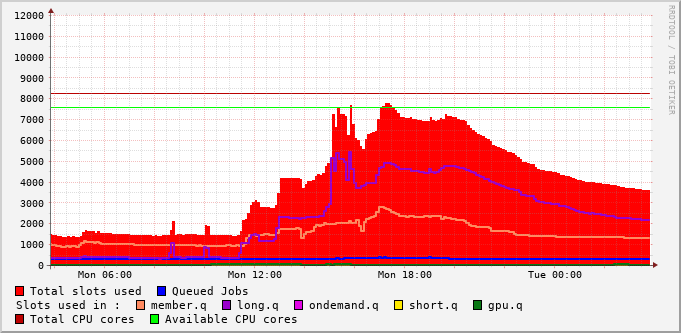 RRDTOOL / TOBI OETIKER
12000
11000
10000
9000
8000
7000
6000
5000
4000
3000
2000
1000
0
Mon 06:00 Mon 12:00 Mon 18:00 Tue 00:00
Total slots used Queued Jobs
Slots used in : member.q long.q ondemand.q short.q gpu.q
Total CPU cores Available CPU cores